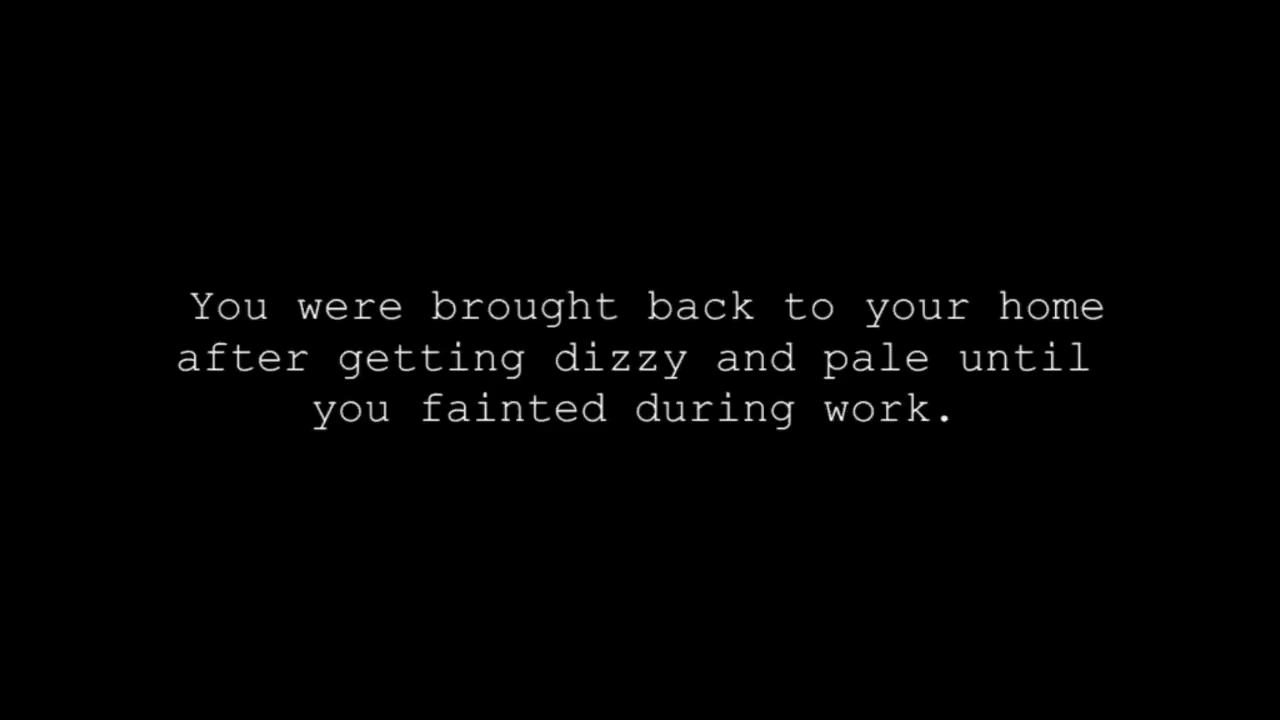 You were brought back to your home
after getting dizzy and pale until
you fainted during work.